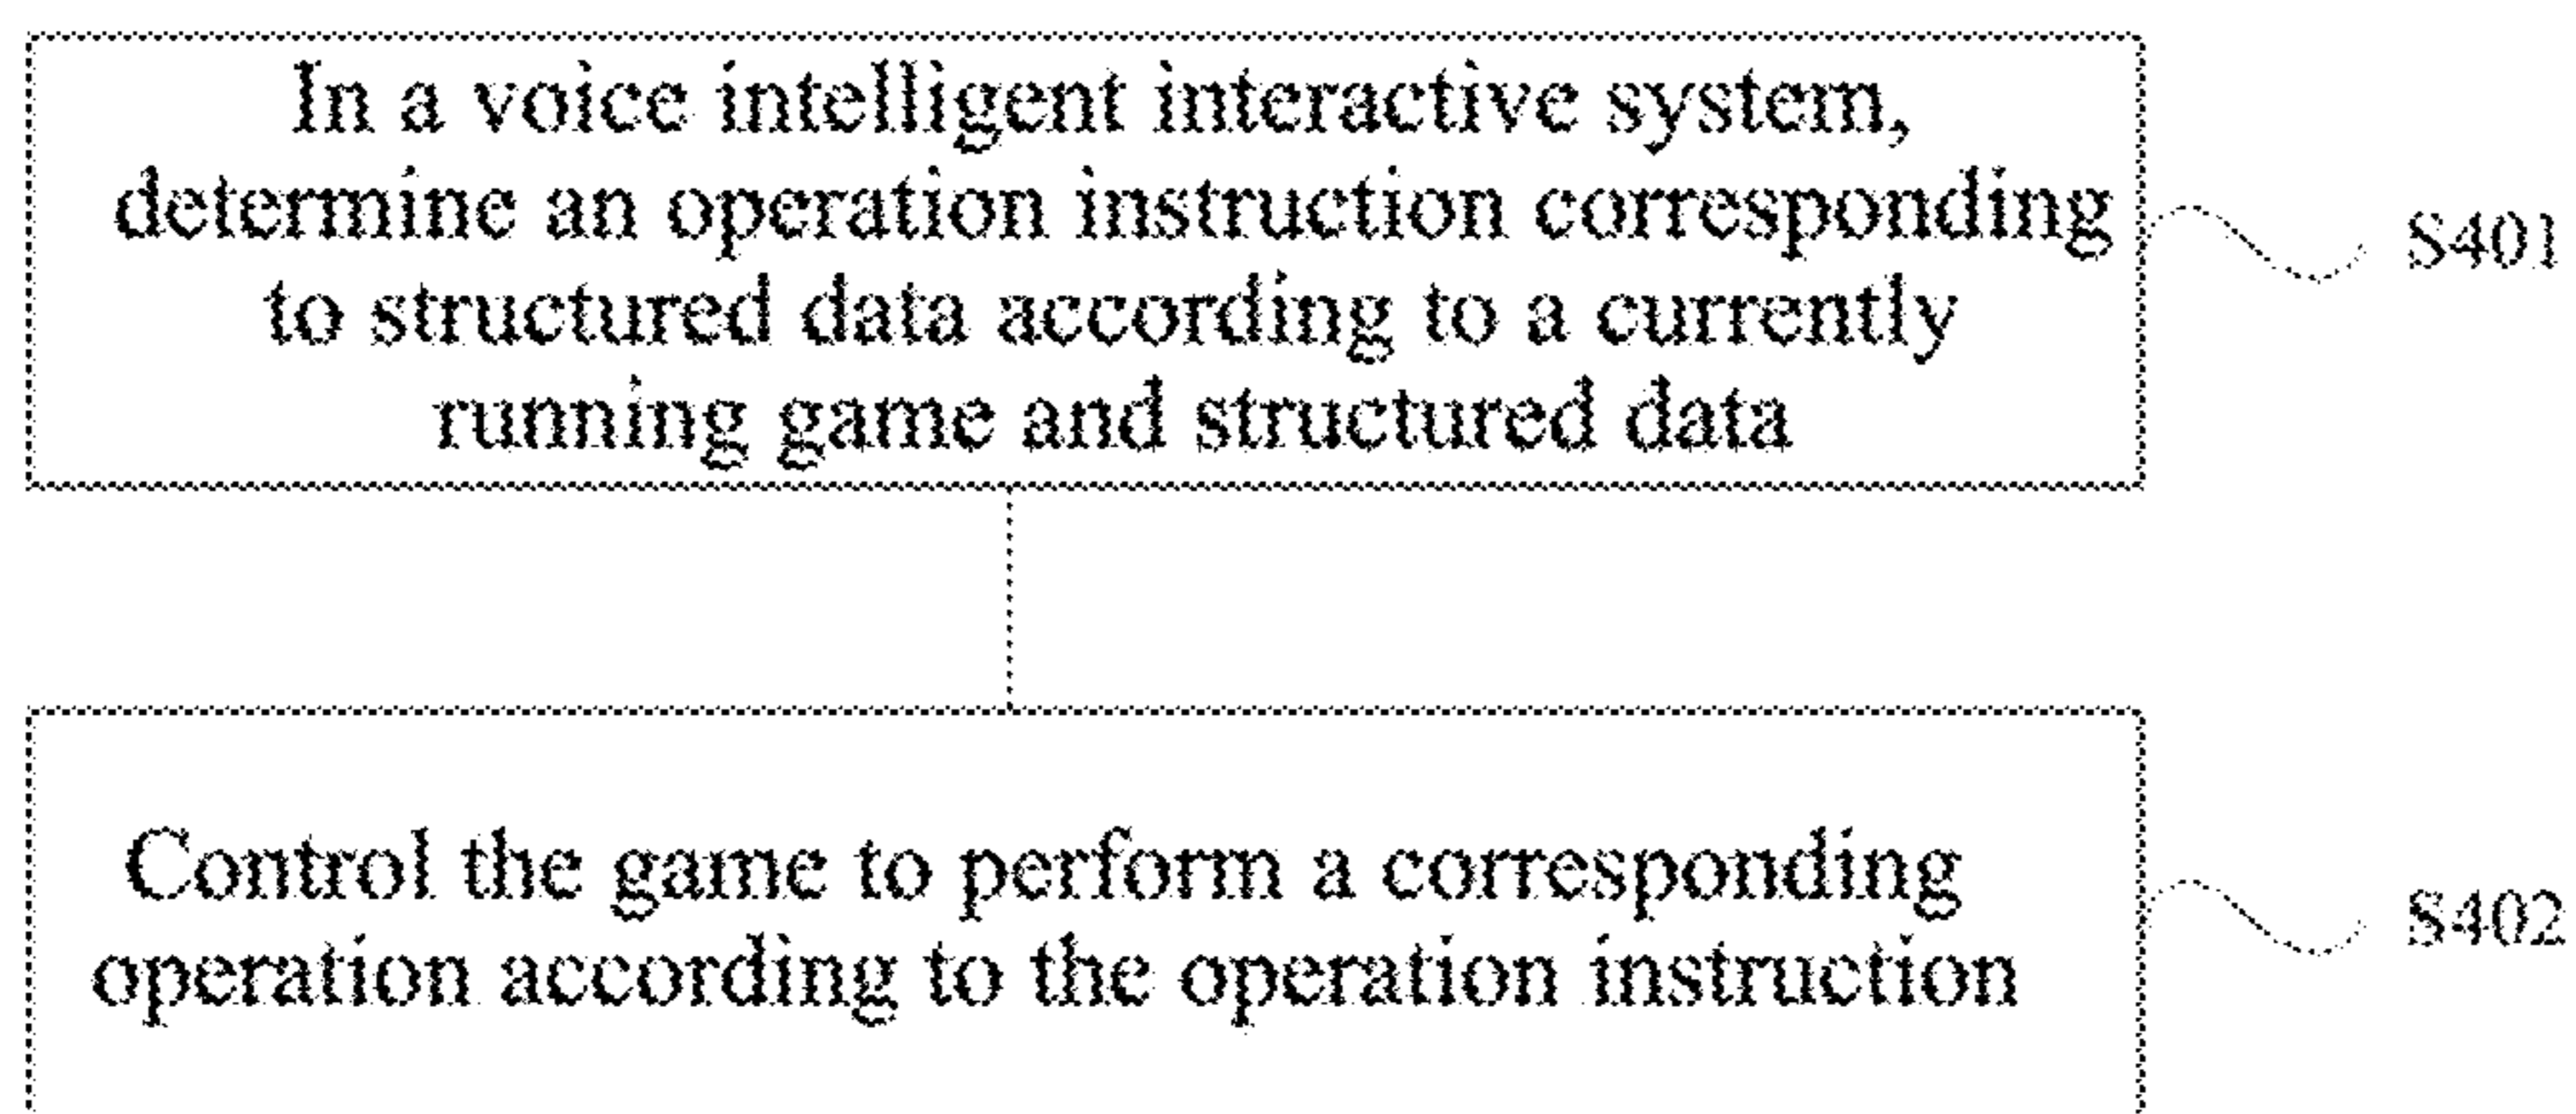 In a voice intelligent interactive system,
determine an operation instruction corresponding
to structured data according to a currently
running game and structured data
S401
Control the game to perform a corresponding
operation according to the operation instruction
S402